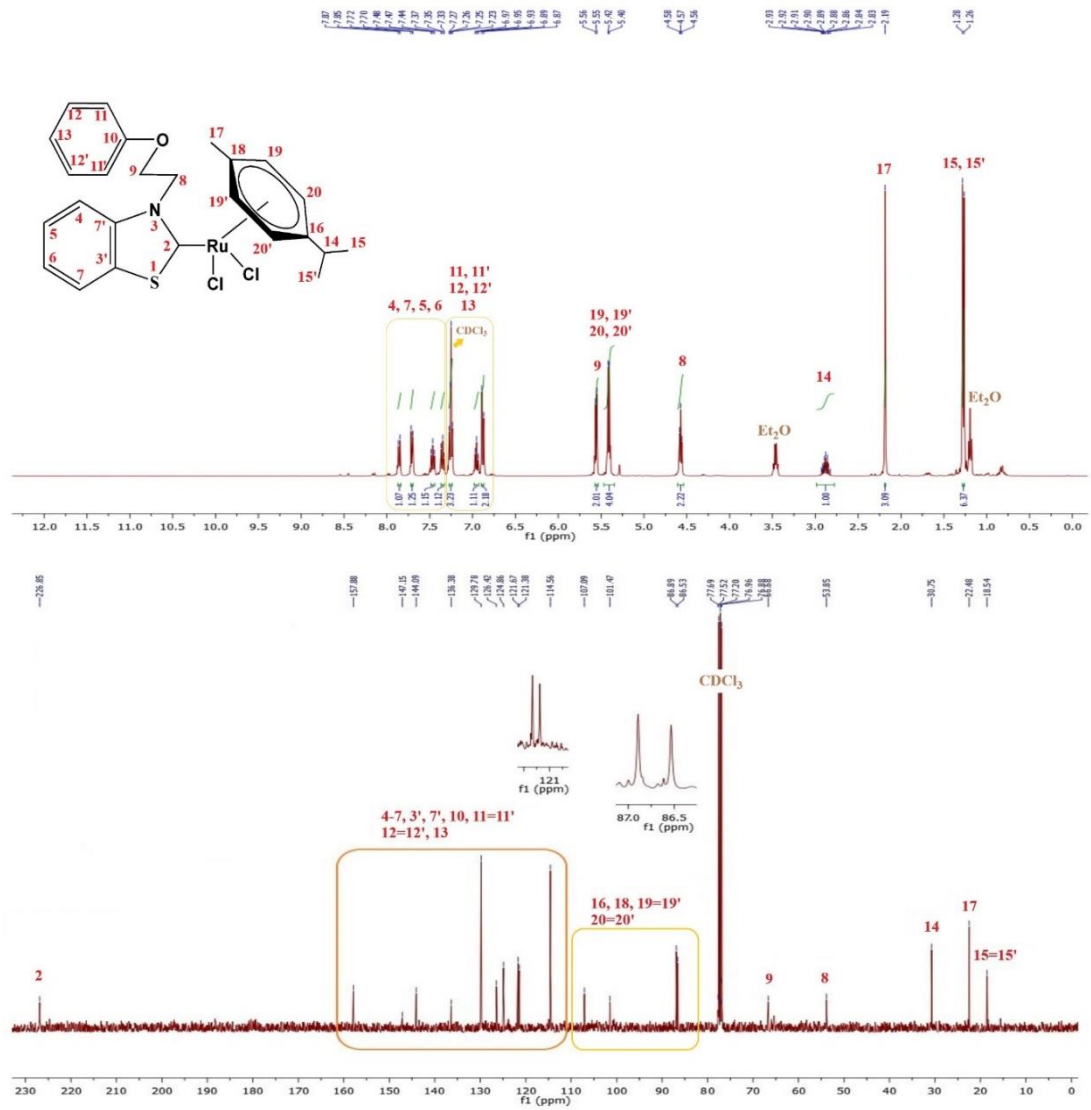 7.87 7.85 7.72 7.70 7.48 7.47 7.44 7.37 7.35 7.33 7.27 7.26 7.25 7.23 6.97 6.95 6.93 6.89 6.87 5.56 5.55 5.42 5.40 4.58 4.57 4.56 2.93 2.92 2.91 2.90 2.89 2.88 2.86 2.84 2.83 2.19 1.28 1.26
12 11
13 10 O
12' 11' 9 8
17
18 19
19' 20
16
20' 14 15
15'
4 7' N
5 3
6 3' 2 Ru
7 S 1 Cl Cl
4, 7, 5, 6
11, 11'
12, 12'
13
CDCl3
9
19, 19'
20, 20'
8
Et2O
14
17
15, 15'
Et2O
1.07 1.25 1.15 1.12 3.23 1.11 2.18 2.01 4.04 2.22 1.00 3.09 6.37
12.0 11.5 11.0 10.5 10.0 9.5 9.0 8.5 8.0 7.5 7.0 6.5 6.0 5.5 5.0 4.5 4.0 3.5 3.0 2.5 2.0 1.5 1.0 0.5 0.0
f1 (ppm)
226.85 157.88 147.15 144.09 136.38 129.78 126.42 124.86 121.67 121.38 114.56 107.09 101.47 86.89 86.53 77.69 77.52 77.20 76.96 76.88 53.85 30.75 22.48 18.54
CDCl3
121
f1 (ppm)
87.0 86.5
f1 (ppm)
4-7, 3', 7', 10, 11=11'
12=12', 13
16, 18, 19=19'
20=20'
2
9
8
14
17
15=15'
230 220 210 200 190 180 170 160 150 140 130 120 110 100 90 80 70 60 50 40 30 20 10 0
f1 (ppm)